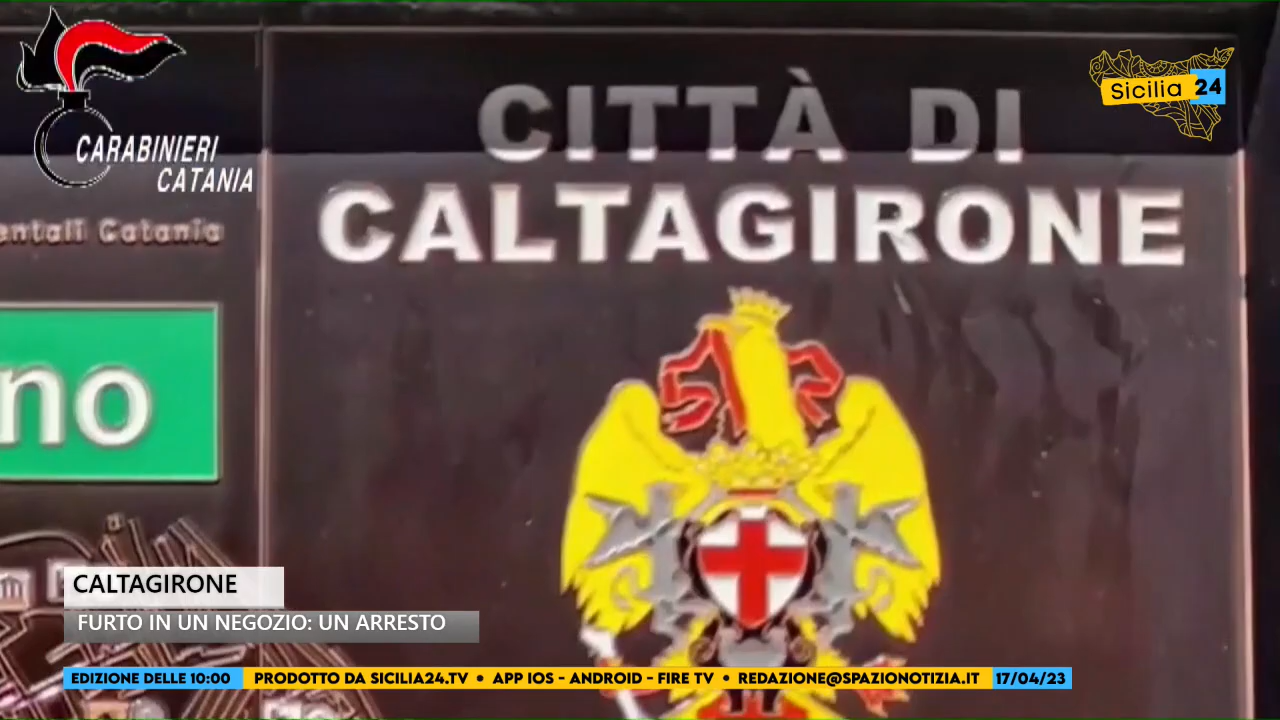 CARABINIERI
CATANIA
Sicilia 24
CITTÀ DI
CALTAGIRONE
entali Catania
no
CALTAGIRONE
FURTO IN UN NEGOZIO: UN ARRESTO
EDIZIONE DELLE 10:00 PRODOTTO DA SICILIA24.TV • APP IOS - ANDROID - FIRE TV • REDAZIONE@SPAZIONOTIZIA.IT 17/04/23